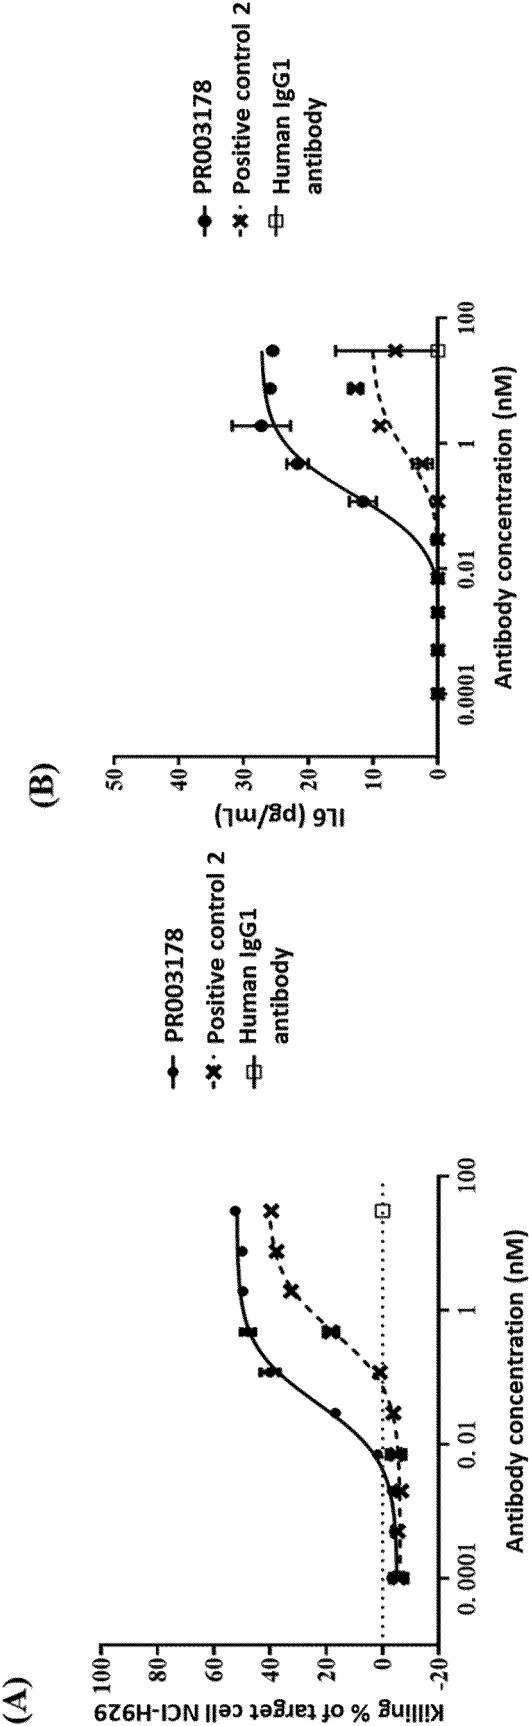 (A)
Killing % of target cell NCI-H929
100
80
60
40
20
0
-20
0.0001
0.01
1
100
Antibody concentration (nM)
PR003178
Positive control 2
Human IgG1
antibody
(B)
IL6 (pg/mL)
50
40
30
20
10
0
0.0001
0.01
1
100
Antibody concentration (nM)
PR003178
Positive control 2
Human IgG1
antibody